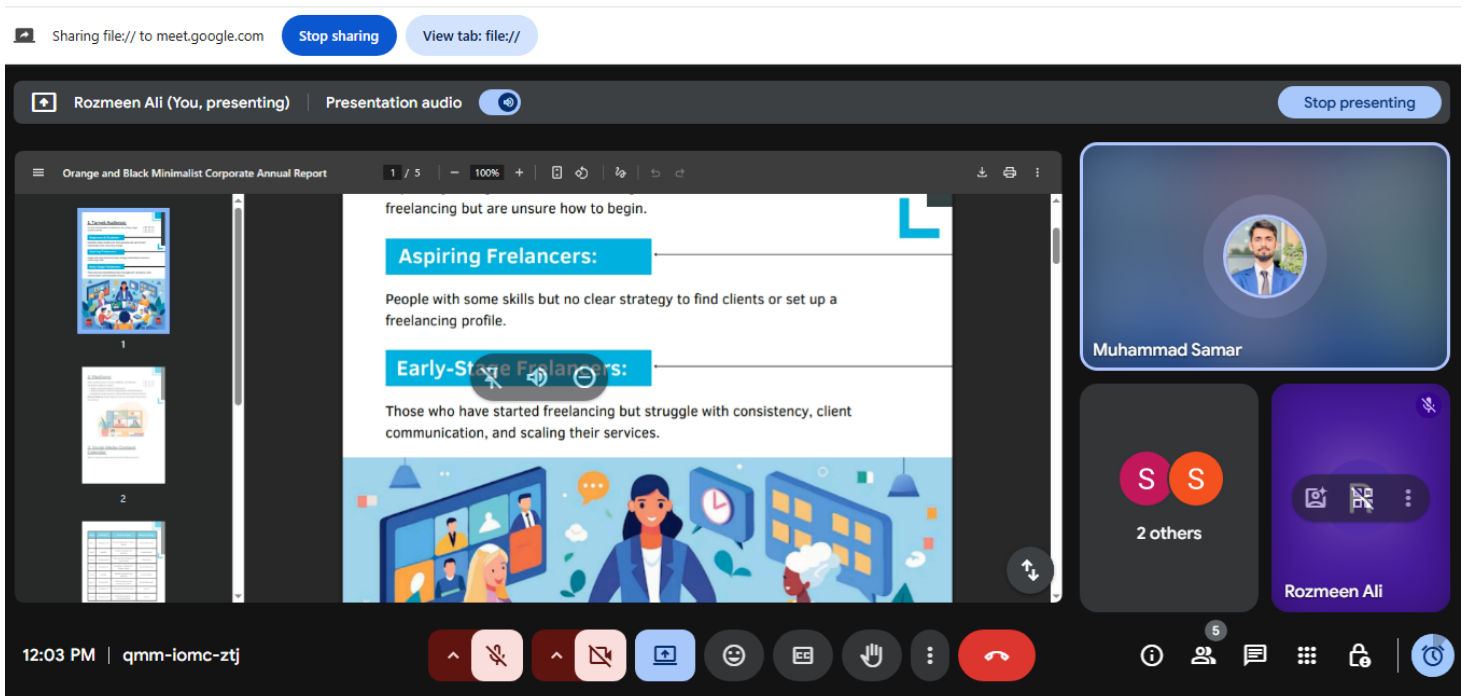 Sharing file:// to meet.google.com
Stop sharing
View tab: file://
Rozmeen Ali (You, presenting)
Presentation audio
Stop presenting
Orange and Black Minimalist Corporate Annual Report
1 / 5
100%
freelancing but are unsure how to begin.
Aspiring Frelancers:
People with some skills but no clear strategy to find clients or set up a
freelancing profile.
Early-Stage Frelancers:
Those who have started freelancing but struggle with consistency, client
communication, and scaling their services.
1
2
Muhammad Samar
S
S
2 others
R
Rozmeen Ali
12:03 PM | qmm-iomc-ztj
CC
5